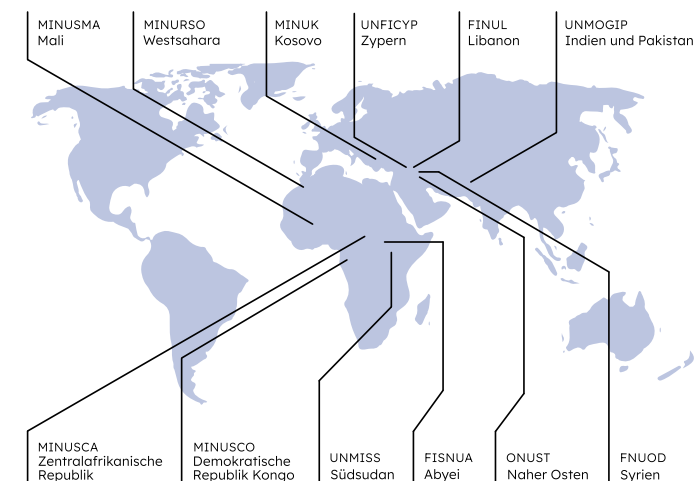 MINUSMA
Mali
MINURSO
Westsahara
MINUK
Kosovo
UNFICYP
Zypern
FINUL
Libanon
UNMOGIP
Indien und Pakistan
MINUSCA
Zentralafrikanische
Republik
MINUSCO
Demokratische
Republik Kongo
UNMISS
Südsudan
FISNUA
Abyei
ONUST
Naher Osten
FNUOD
Syrien